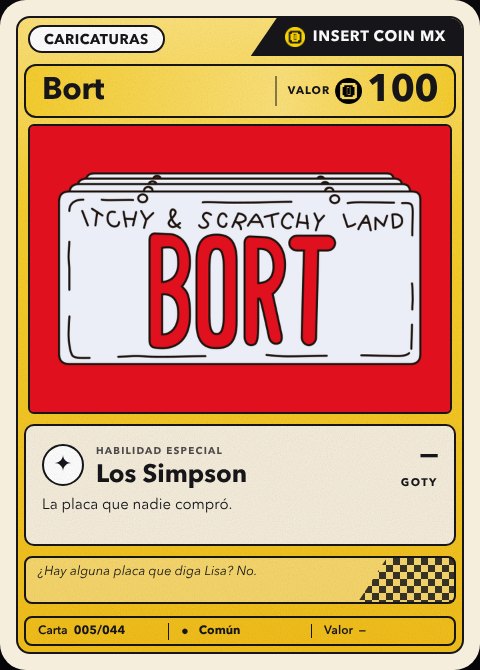 CARICATURAS
INSERT COIN MX
Bort
VALOR 100
ITCHY & SCRATCHY LAND
BORT
HABILIDAD ESPECIAL
Los Simpson
—
GOTY
La placa que nadie compró.
¿Hay alguna placa que diga Lisa? No.
Carta 005/044 ● Común Valor —